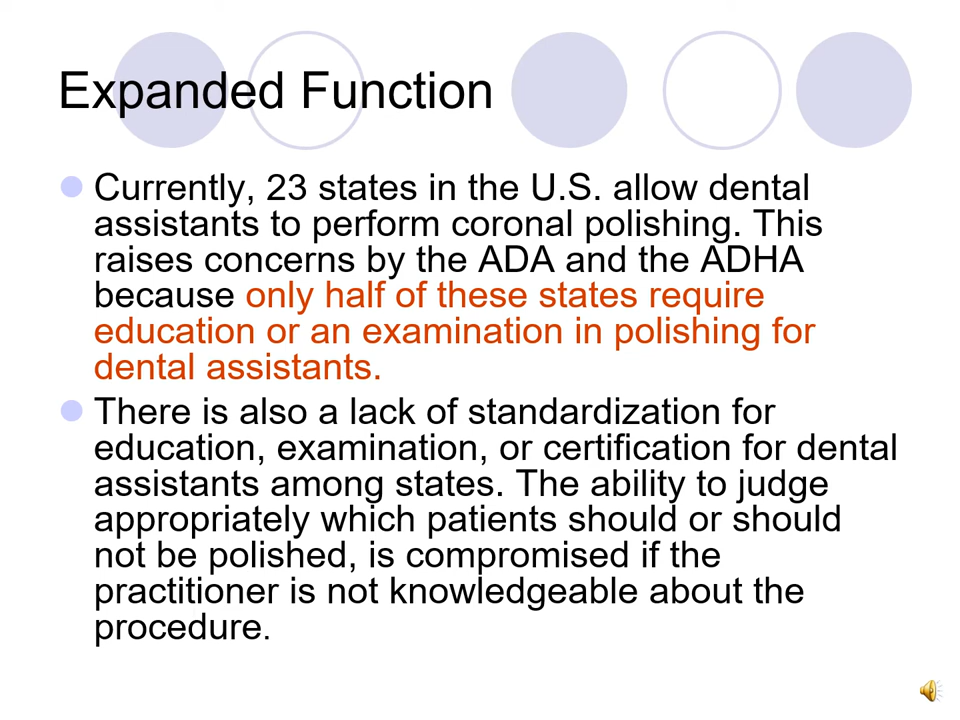 Expanded Function
Currently, 23 states in the U.S. allow dental
assistants to perform coronal polishing. This
raises concerns by the ADA and the ADHA
because only half of these states require
education or an examination in polishing for
dental assistants.
There is also a lack of standardization for
education, examination, or certification for dental
assistants among states. The ability to judge
appropriately which patients should or should
not be polished, is compromised if the
practitioner is not knowledgeable about the
procedure.